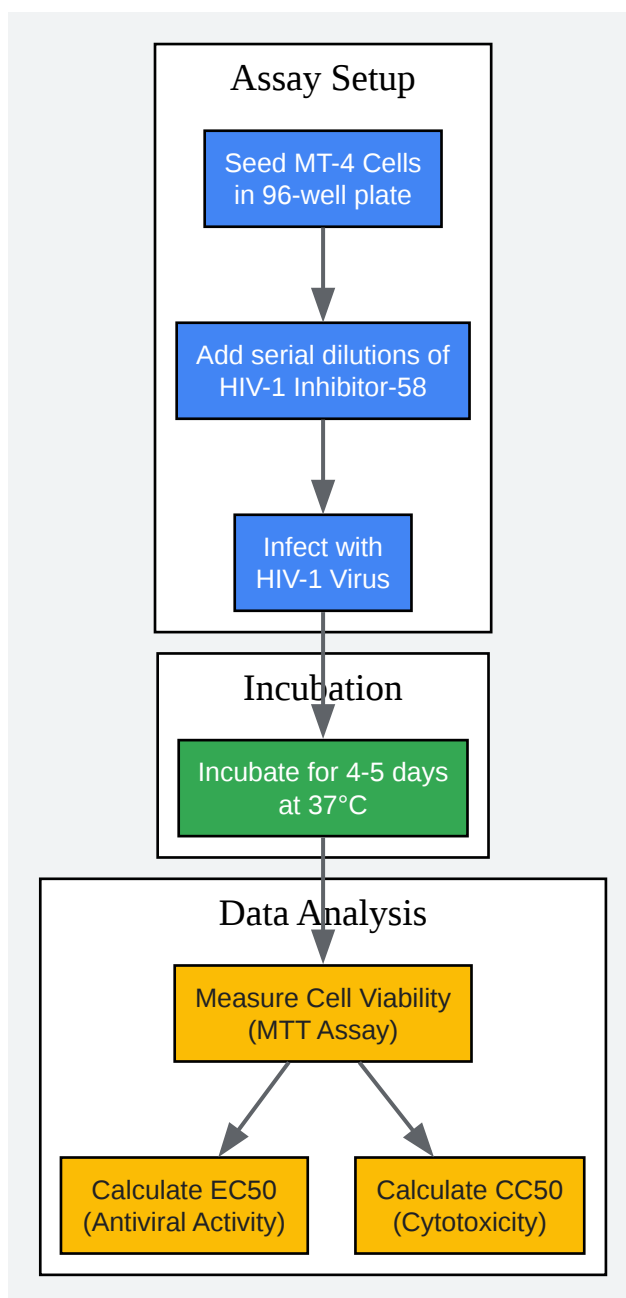 Assay Setup
Seed MT-4 Cells
in 96-well plate
Add serial dilutions of
HIV-1 Inhibitor-58
Infect with
HIV-1 Virus
Incubation
Incubate for 4-5 days
at 37°C
Data Analysis
Measure Cell Viability
(MTT Assay)
Calculate EC50
(Antiviral Activity)
Calculate CC50
(Cytotoxicity)